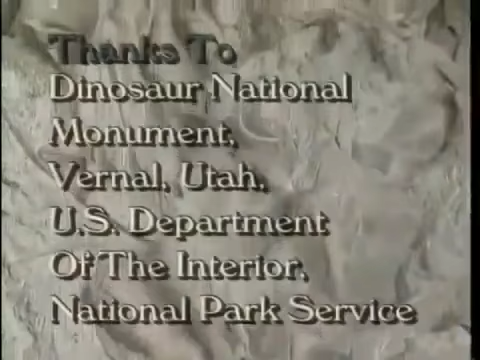 Thanks To
Dinosaur National
Monument,
Vernal, Utah,
U.S. Department
Of The Interior,
National Park Service